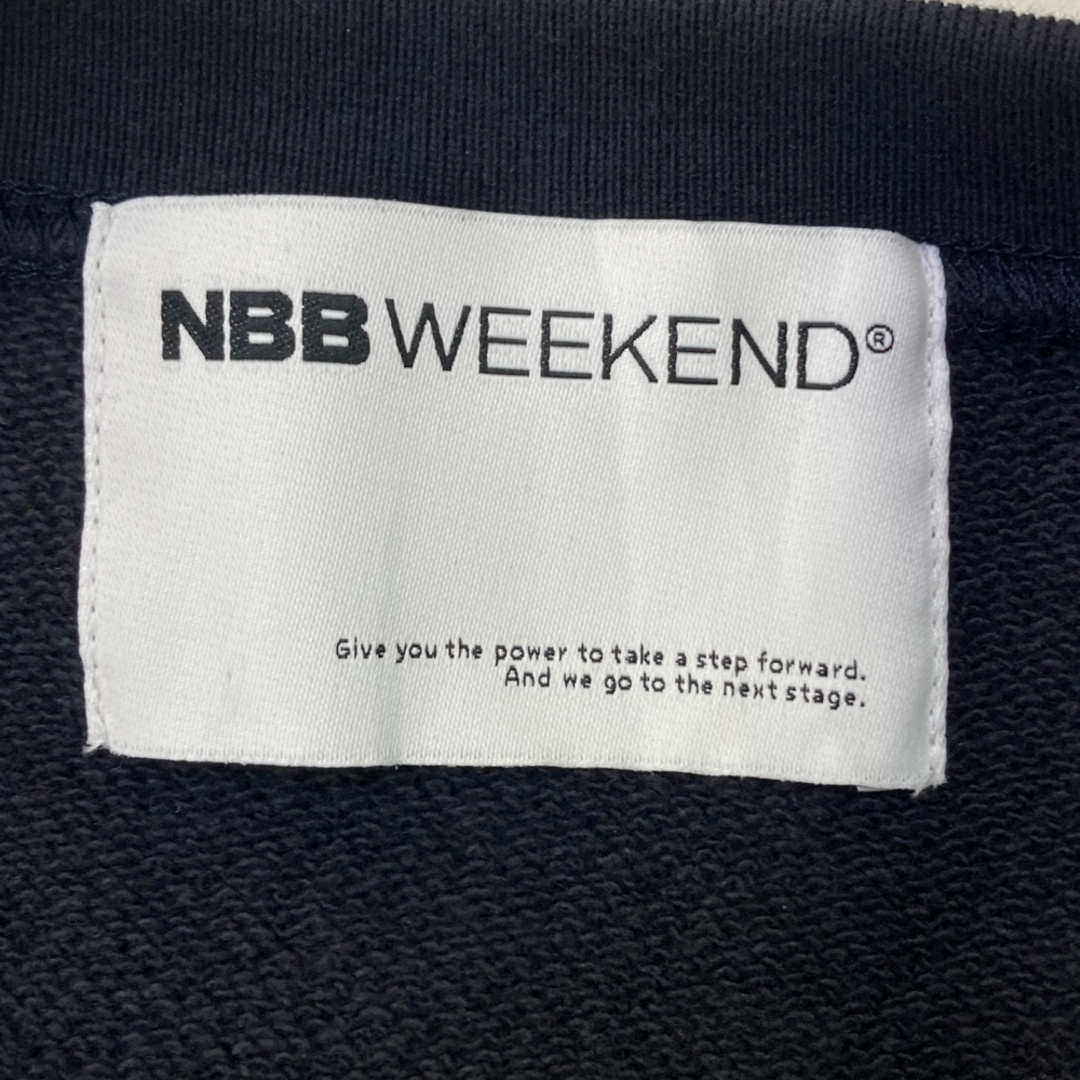 NBB WEEKEND®
Give you the power to take a step forward.
And we go to the next stage.